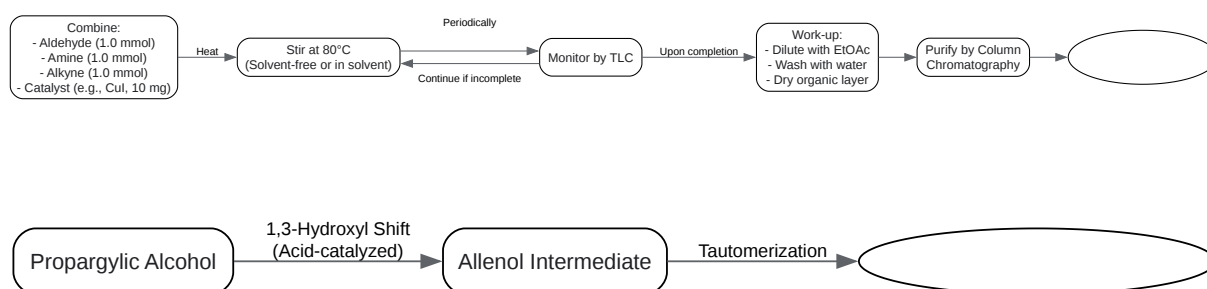 Combine:
- Aldehyde (1.0 mmol)
- Amine (1.0 mmol)
- Alkyne (1.0 mmol)
- Catalyst (e.g., CuI, 10 mg)
Heat
Stir at 80°C
(Solvent-free or in solvent)
Periodically
Continue if incomplete
Monitor by TLC
Upon completion
Work-up:
- Dilute with EtOAc
- Wash with water
- Dry organic layer
Purify by Column
Chromatography
Propargylic Alcohol
1,3-Hydroxyl Shift
(Acid-catalyzed)
Allenol Intermediate
Tautomerization